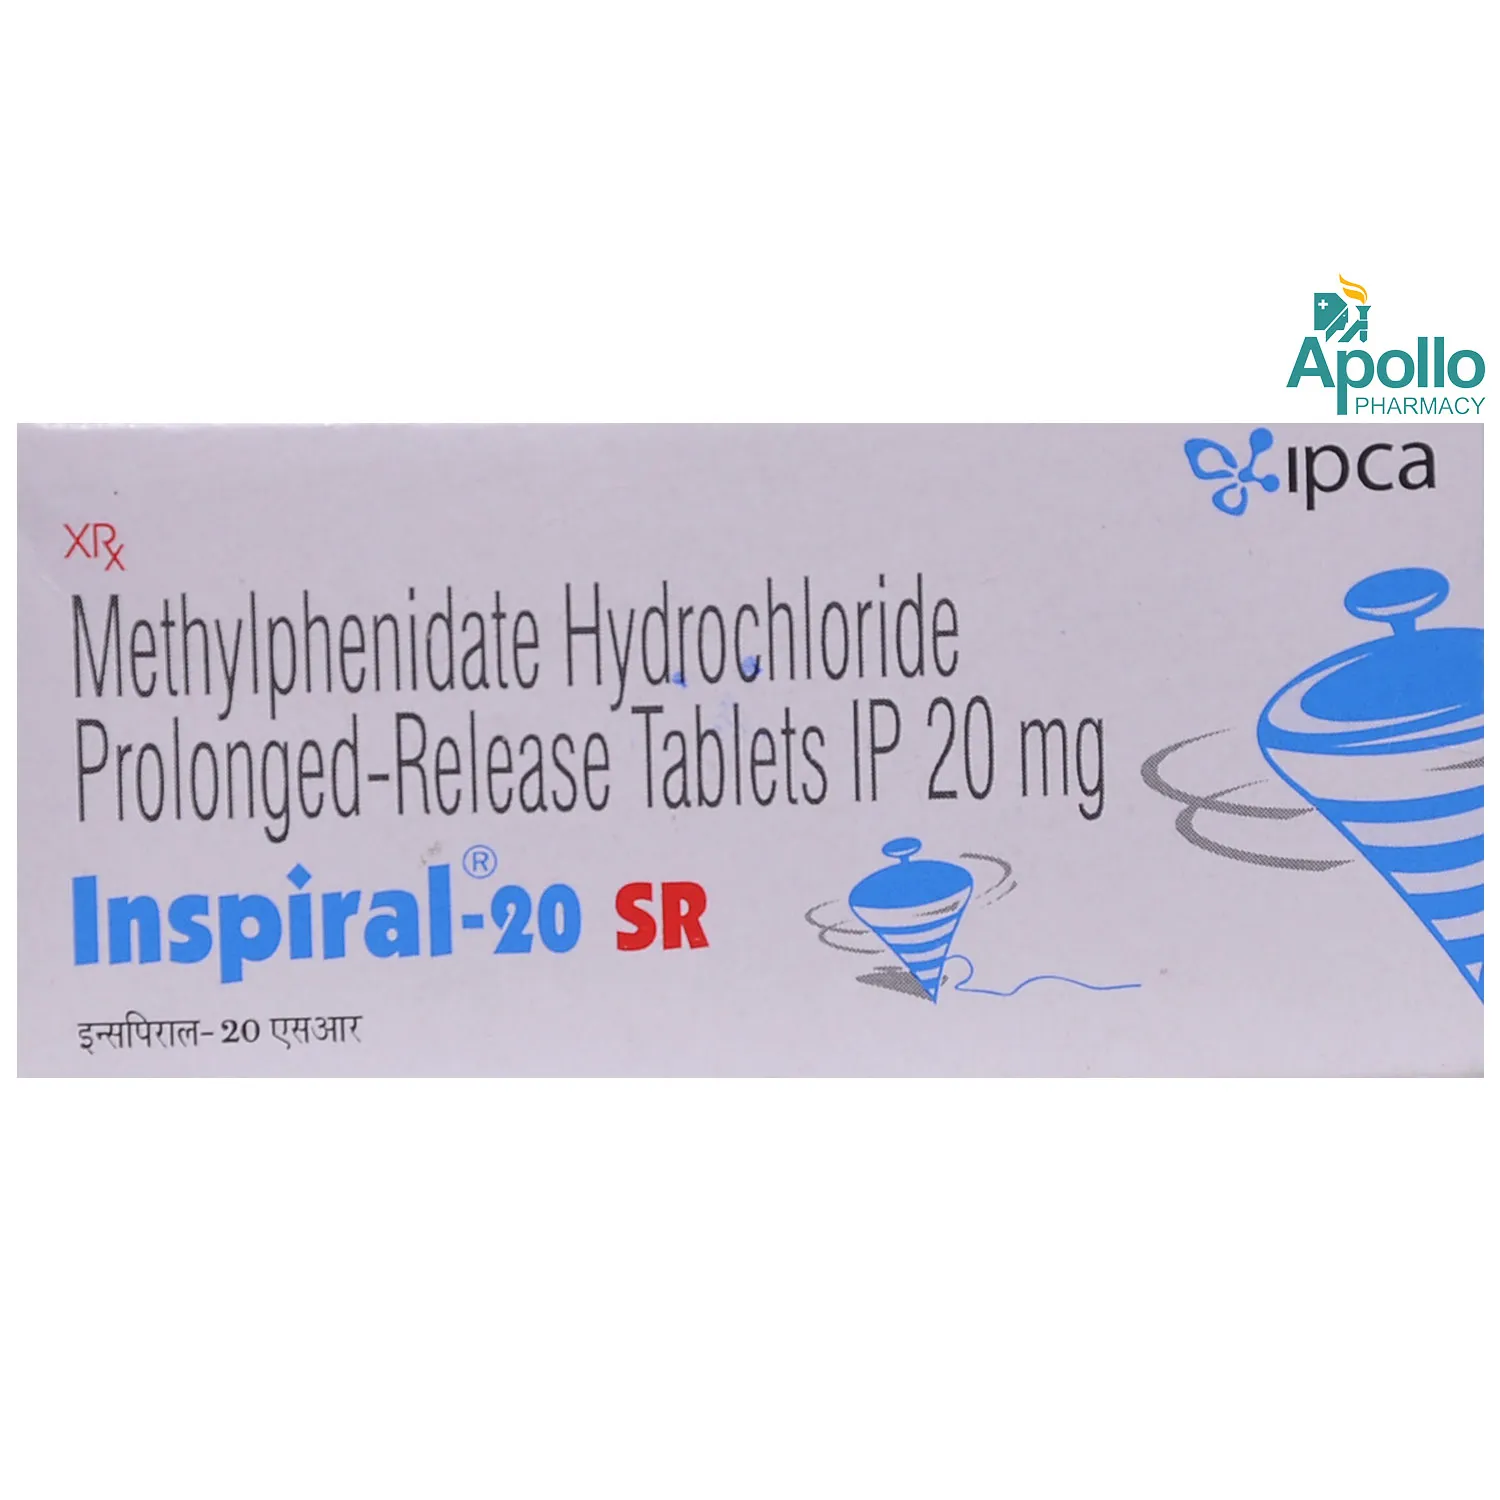 Apollo
PHARMACY
ipca
XRx
Methylphenidate Hydrochloride
Prolonged-Release Tablets IP 20 mg
Inspiral®-20 SR
इन्सपिराल-20 एसआर